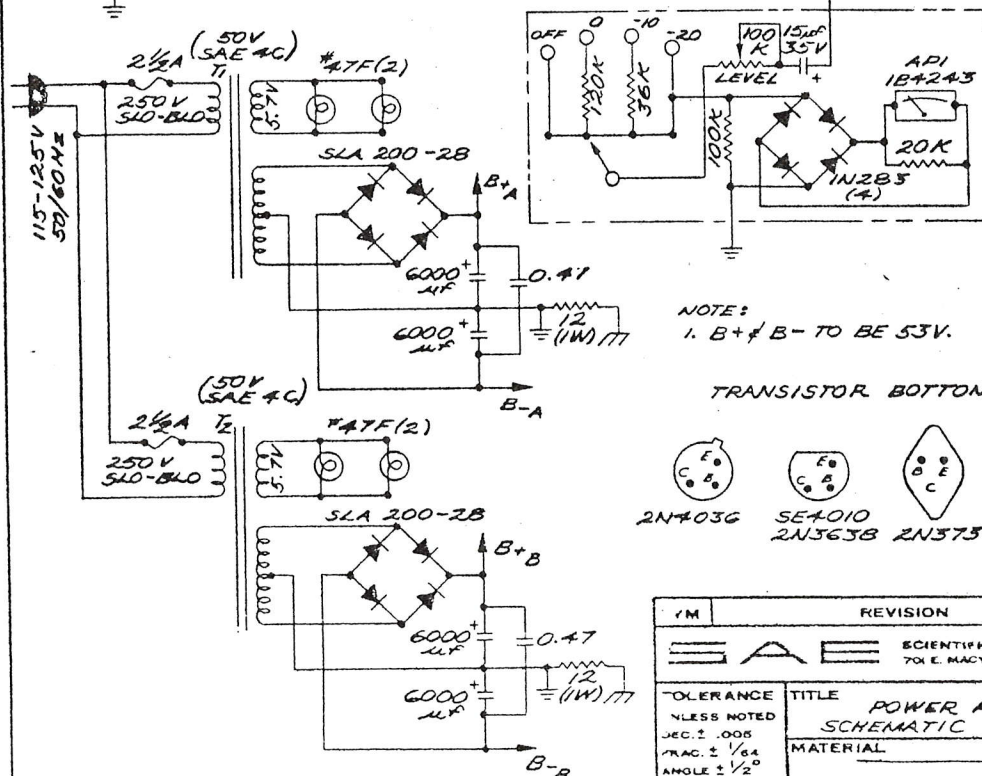 (50V
SAE 4C)
2½A
T1
#47F(2)
250V
SLO-BLO
5.7V
115-125V
50/60 Hz
SLA 200-2B
B+A
6000
µf
+
0.47
6000
µf
+
12
(1W)
B-A
OFF
0
-10
-20
120K
36K
100
K
LEVEL
15µf
35V
+
API
1B4243
100K
20K
1N283
(4)
NOTE:
1. B+ & B- TO BE 53V.
TRANSISTOR BOTTOM
E
C
B
2N4036
E
C
B
SE4010
2N3638
B
E
C
2N373
(50V
SAE 4C)
2½A
T2
#47F(2)
250V
SLO-BLO
5.7V
SLA 200-2B
B+B
6000
µf
+
0.47
6000
µf
+
12
(1W)
B-B
YM
REVISION
SAE
SCIENTIFI
701 E. MACY
TOLERANCE
NLESS NOTED
DEC. ± .005
FRAC. ± 1/64
ANGLE ± 1/2°
TITLE
POWER A
SCHEMATIC
MATERIAL